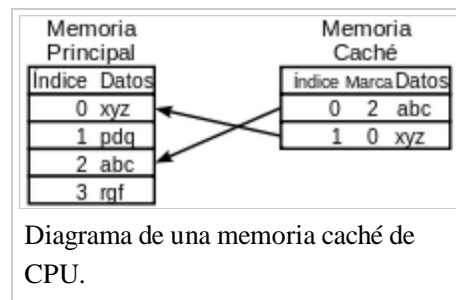 Memoria
Principal
Índice Datos
0 xyz
1 pdq
2 abc
3 rgf
Memoria
Caché
Índice Marca Datos
0 2 abc
1 0 xyz
Diagrama de una memoria caché de
CPU.